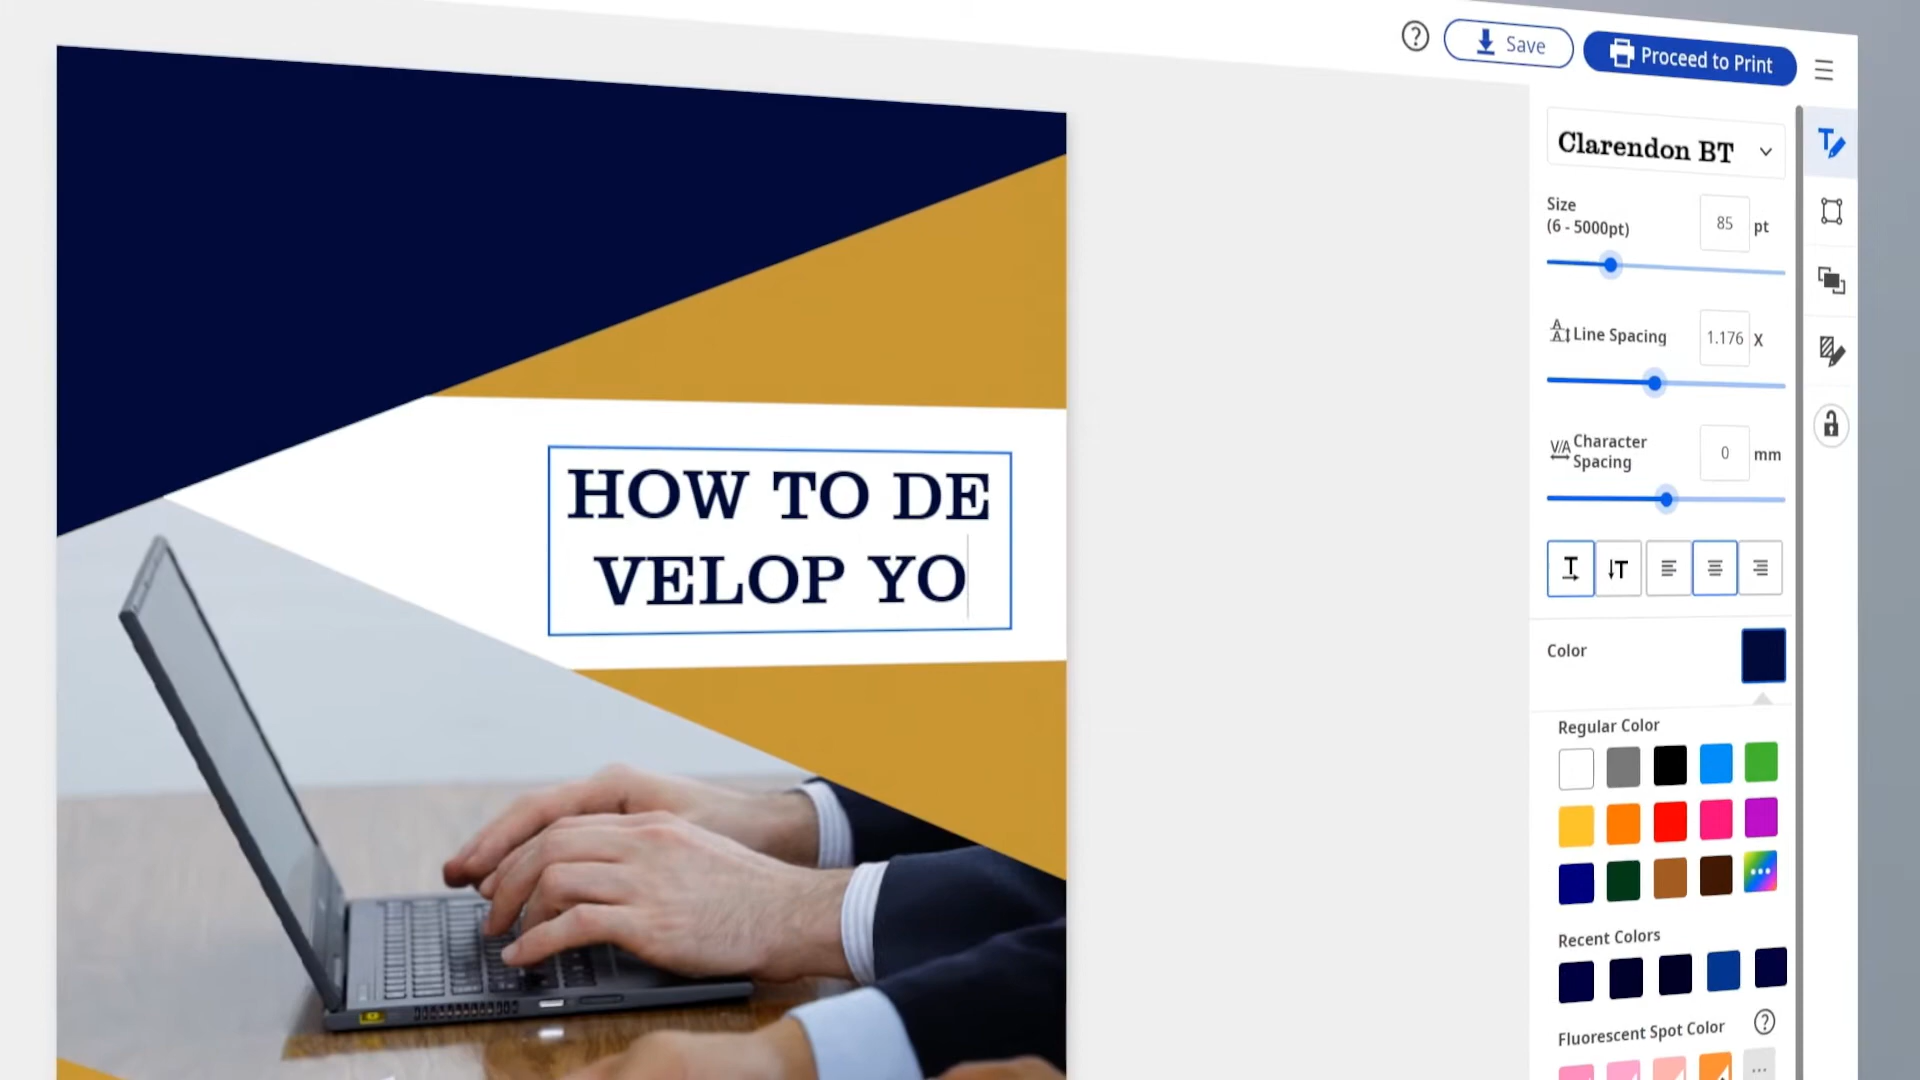 Save
Proceed to Print
Clarendon BT
Size
(6 - 5000pt)
85 pt
Line Spacing
1.176 X
Character
Spacing
0 mm
HOW TO DE
VELOP YO
Color
Regular Color
Recent Colors
Fluorescent Spot Color